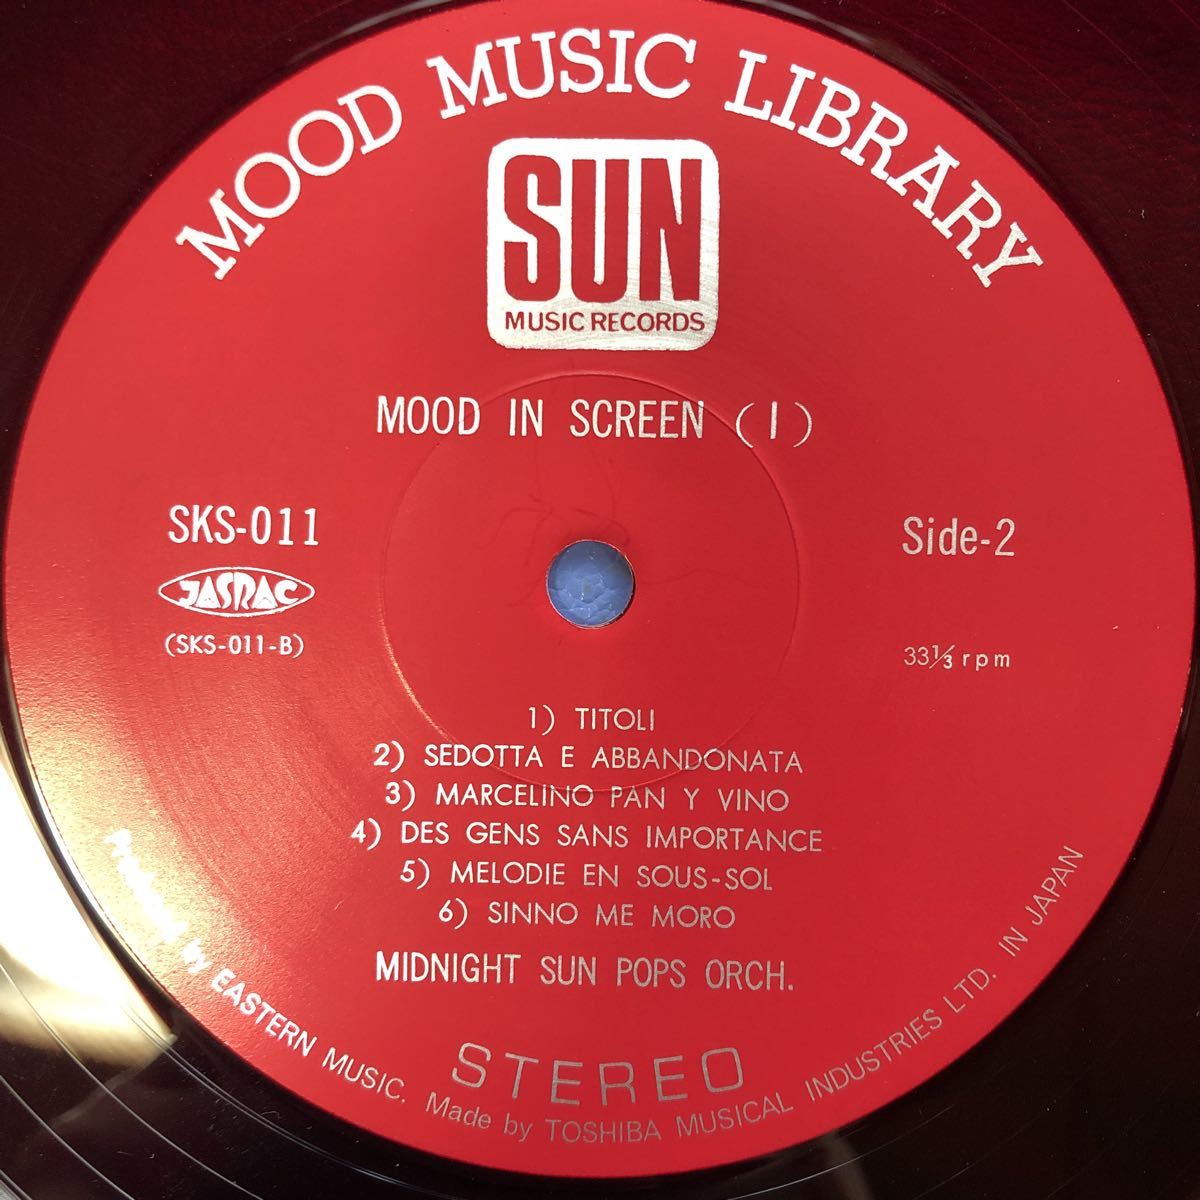 MOOD MUSIC LIBRARY
SUN
MUSIC RECORDS
MOOD IN SCREEN (I)
SKS-011
Side-2
JASRAC
(SKS-011-B)
33⅓ rpm
1) TITOLI
2) SEDOTTA E ABBANDONATA
3) MARCELINO PAN Y VINO
4) DES GENS SANS IMPORTANCE
5) MELODIE EN SOUS-SOL
6) SINNO ME MORO
MIDNIGHT SUN POPS ORCH.
STEREO
Produced by EASTERN MUSIC. Made by TOSHIBA MUSICAL INDUSTRIES LTD. IN JAPAN